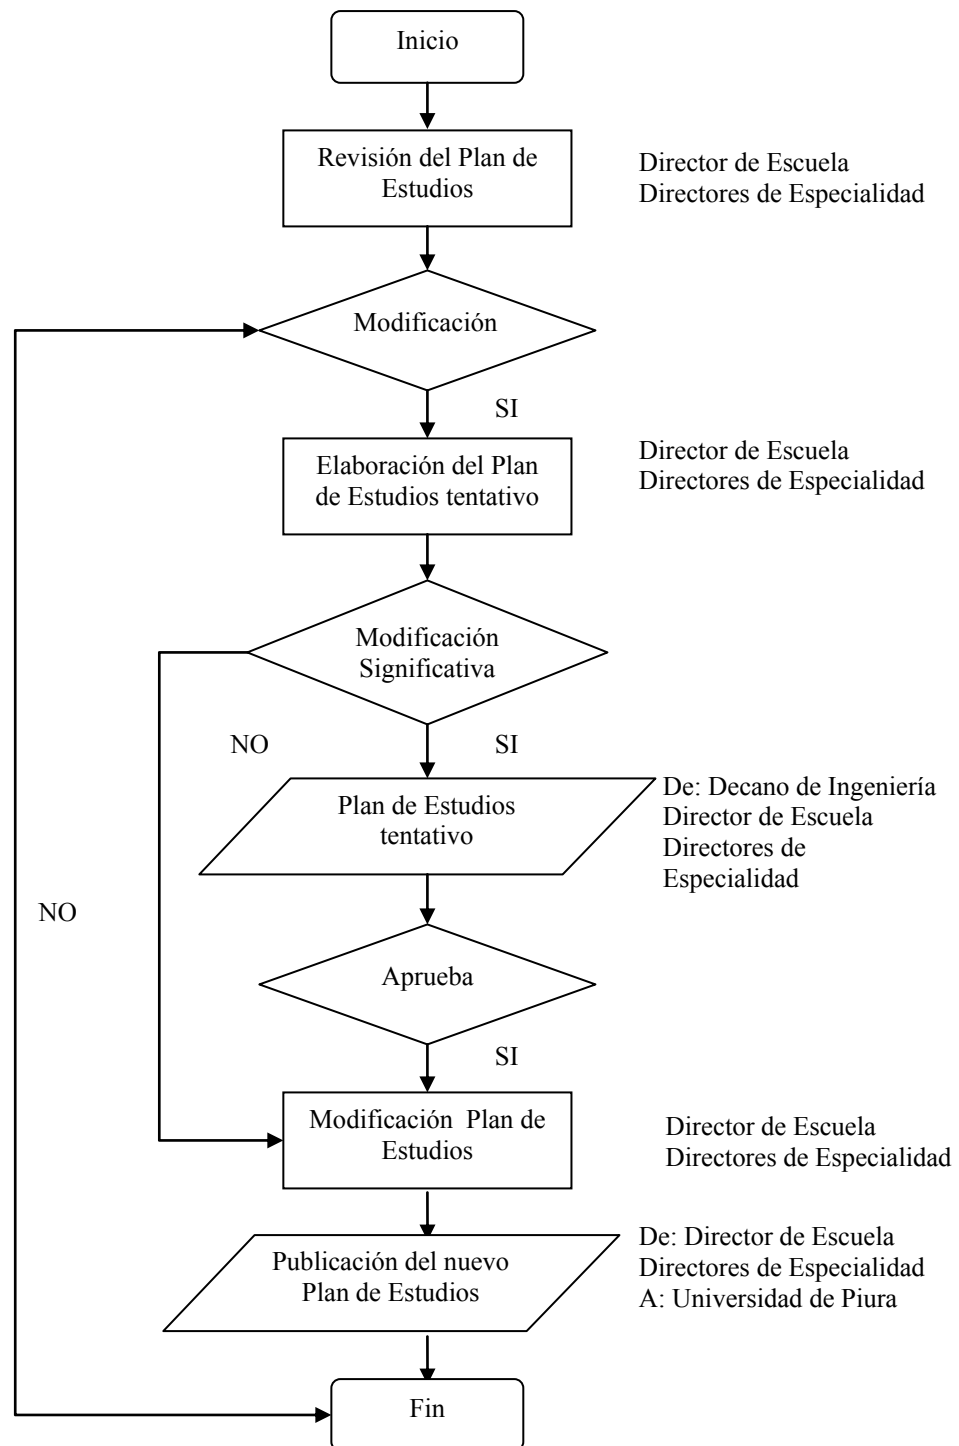 Inicio
Revisión del Plan de
Estudios
Director de Escuela
Directores de Especialidad
Modificación
SI
Elaboración del Plan
de Estudios tentativo
Director de Escuela
Directores de Especialidad
Modificación
Significativa
NO
SI
Plan de Estudios
tentativo
De: Decano de Ingeniería
Director de Escuela
Directores de
Especialidad
NO
Aprueba
SI
Modificación Plan de
Estudios
Director de Escuela
Directores de Especialidad
Publicación del nuevo
Plan de Estudios
De: Director de Escuela
Directores de Especialidad
A: Universidad de Piura
Fin